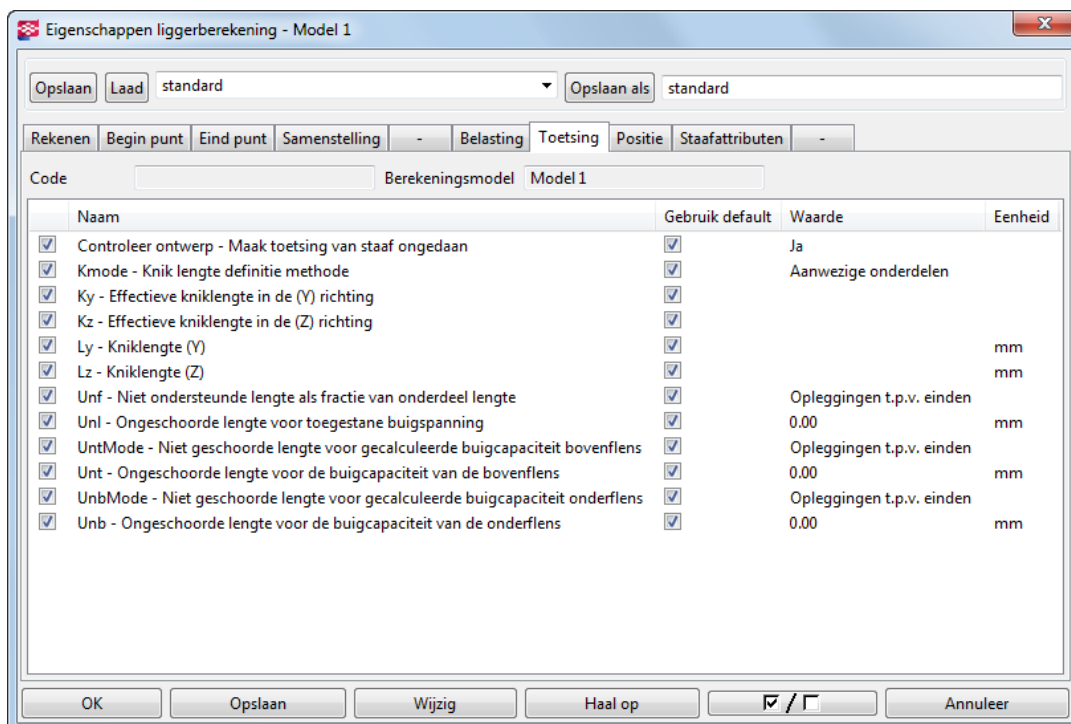 Eigenschappen liggerberekening - Model 1
Opslaan Laad standard Opslaan als standard
Rekenen Begin punt Eind punt Samenstelling - Belasting Toetsing Positie Staafattributen -
Code Berekeningsmodel Model 1
Naam Gebruik default Waarde Eenheid
Controleer ontwerp - Maak toetsing van staaf ongedaan Ja
Kmode - Knik lengte definitie methode Aanwezige onderdelen
Ky - Effectieve kniklengte in de (Y) richting
Kz - Effectieve kniklengte in de (Z) richting
Ly - Kniklengte (Y) mm
Lz - Kniklengte (Z) mm
Unf - Niet ondersteunde lengte als fractie van onderdeel lengte Opleggingen t.p.v. einden
Unl - Ongeschoorde lengte voor toegestane buigspanning 0.00 mm
UntMode - Niet geschoorde lengte voor gecalculeerde buigcapaciteit bovenflens Opleggingen t.p.v. einden
Unt - Ongeschoorde lengte voor de buigcapaciteit van de bovenflens 0.00 mm
UnbMode - Niet geschoorde lengte voor gecalculeerde buigcapaciteit onderflens Opleggingen t.p.v. einden
Unb - Ongeschoorde lengte voor de buigcapaciteit van de onderflens 0.00 mm
OK Opslaan Wijzig Haal op / Annuleer